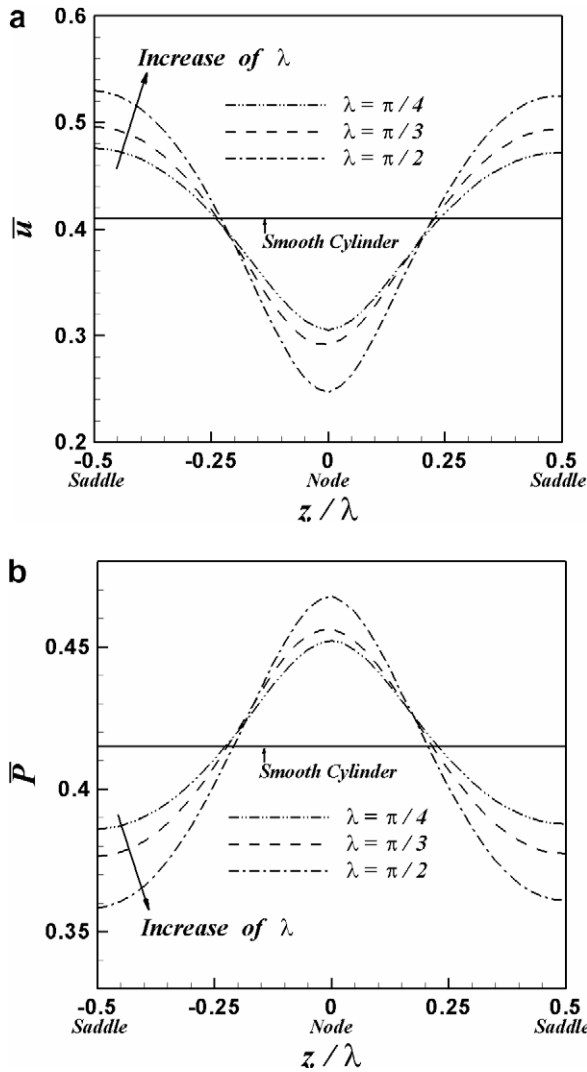 a
0.6
Increase of λ
λ = π / 4
0.5
λ = π / 3
λ = π / 2
u̅
0.4
Smooth Cylinder
0.3
0.2
-0.5 -0.25 0 0.25 0.5
Saddle Node Saddle
z / λ
b
0.45
P̅
Smooth Cylinder
0.4
λ = π / 4
λ = π / 3
λ = π / 2
Increase of λ
0.35
-0.5 -0.25 0 0.25 0.5
Saddle Node Saddle
z / λ